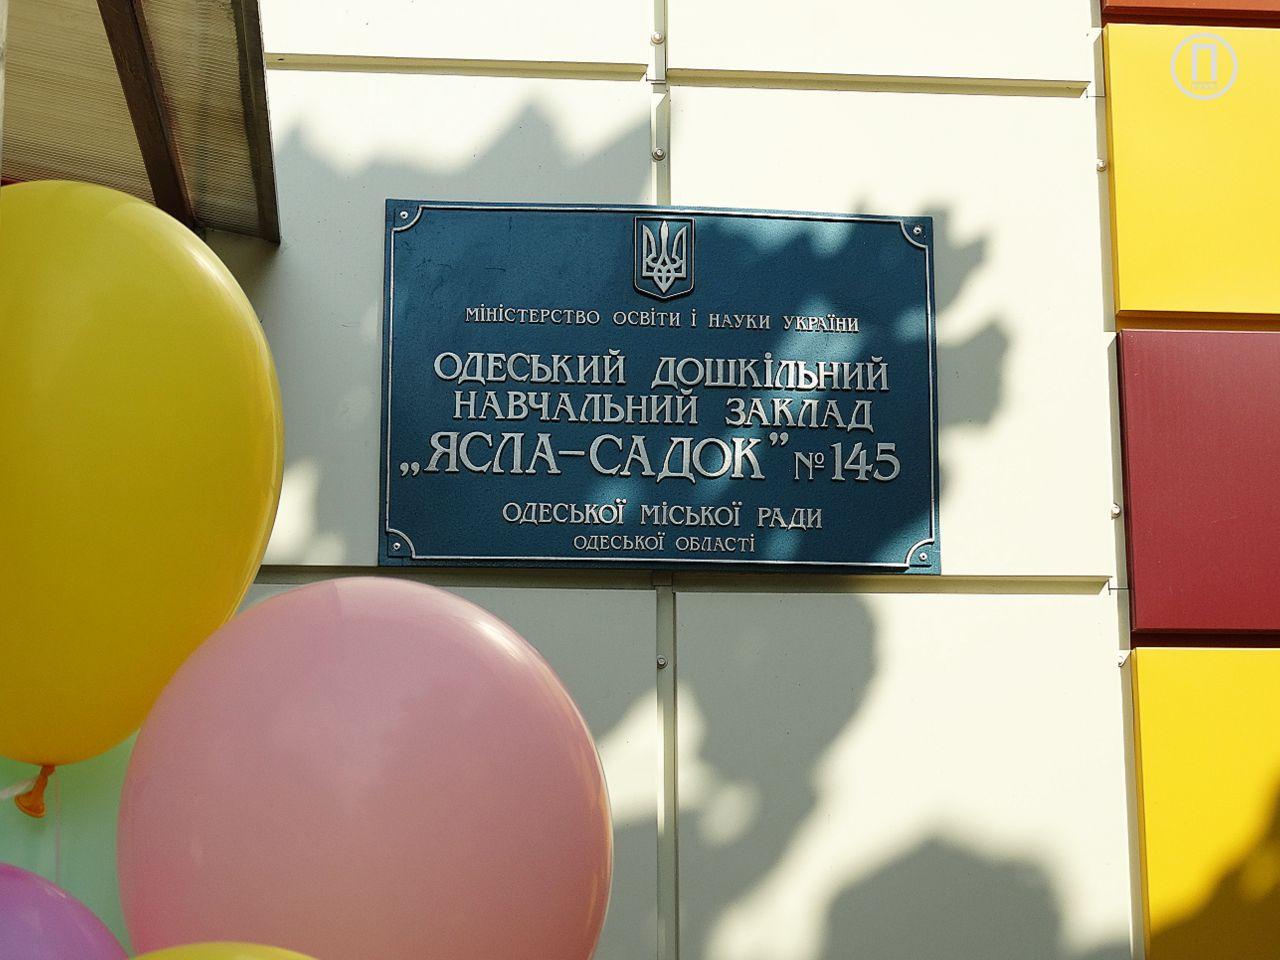 П
МІНІСТЕРСТВО ОСВІТИ І НАУКИ УКРАЇНИ
ОДЕСЬКИЙ ДОШКІЛЬНИЙ
НАВЧАЛЬНИЙ ЗАКЛАД
„ЯСЛА-САДОК” №145
ОДЕСЬКОЇ МІСЬКОЇ РАДИ
ОДЕСЬКОЇ ОБЛАСТІ